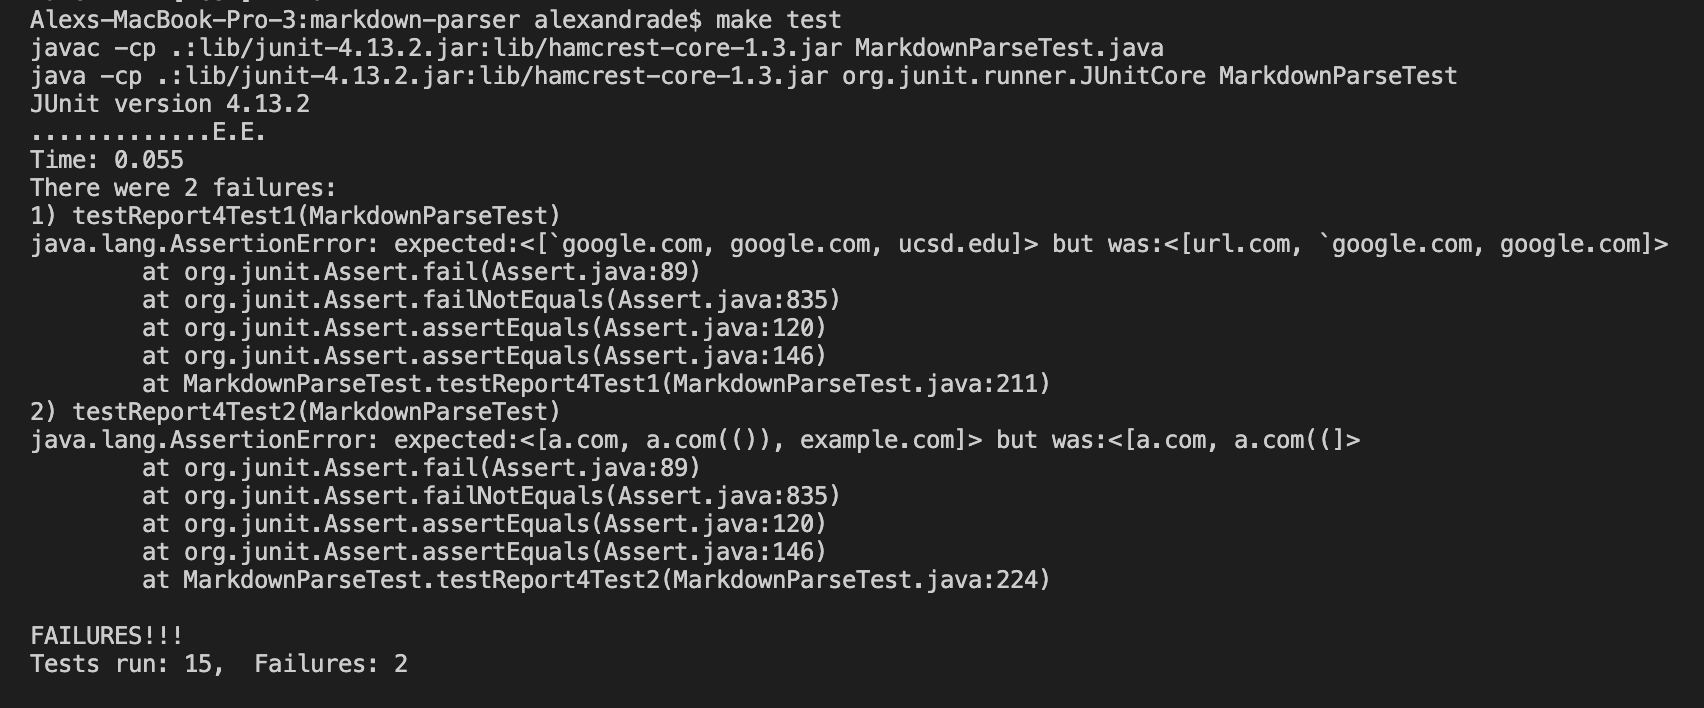 Alexs-MacBook-Pro-3:markdown-parser alexandrade$ make test
javac -cp .:lib/junit-4.13.2.jar:lib/hamcrest-core-1.3.jar MarkdownParseTest.java
java -cp .:lib/junit-4.13.2.jar:lib/hamcrest-core-1.3.jar org.junit.runner.JUnitCore MarkdownParseTest
JUnit version 4.13.2
.............E.E.
Time: 0.055
There were 2 failures:
1) testReport4Test1(MarkdownParseTest)
java.lang.AssertionError: expected:<[`google.com, google.com, ucsd.edu]> but was:<[url.com, `google.com, google.com]>
        at org.junit.Assert.fail(Assert.java:89)
        at org.junit.Assert.failNotEquals(Assert.java:835)
        at org.junit.Assert.assertEquals(Assert.java:120)
        at org.junit.Assert.assertEquals(Assert.java:146)
        at MarkdownParseTest.testReport4Test1(MarkdownParseTest.java:211)
2) testReport4Test2(MarkdownParseTest)
java.lang.AssertionError: expected:<[a.com, a.com(()), example.com]> but was:<[a.com, a.com((]>
        at org.junit.Assert.fail(Assert.java:89)
        at org.junit.Assert.failNotEquals(Assert.java:835)
        at org.junit.Assert.assertEquals(Assert.java:120)
        at org.junit.Assert.assertEquals(Assert.java:146)
        at MarkdownParseTest.testReport4Test2(MarkdownParseTest.java:224)

FAILURES!!!
Tests run: 15,  Failures: 2